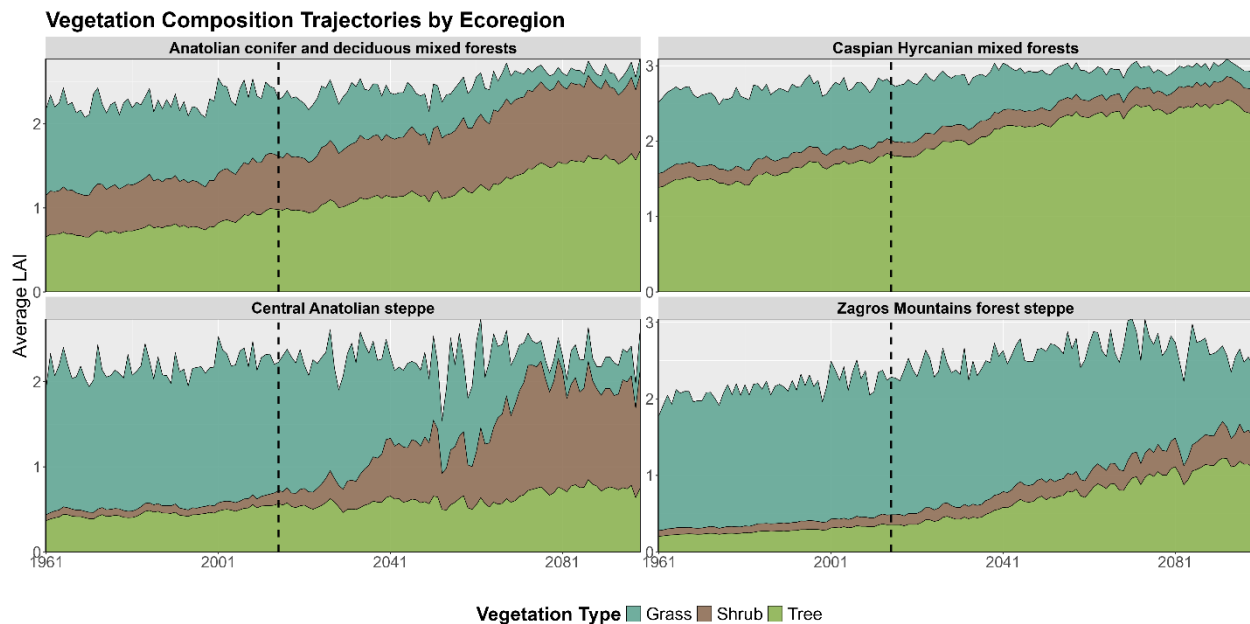 Vegetation Composition Trajectories by Ecoregion
Anatolian conifer and deciduous mixed forests
Caspian Hyrcanian mixed forests
2
1
0
3
2
1
0
Average LAI
Central Anatolian steppe
Zagros Mountains forest steppe
2
1
0
3
2
1
0
1961 2001 2041 2081
1961 2001 2041 2081
Vegetation Type Grass Shrub Tree